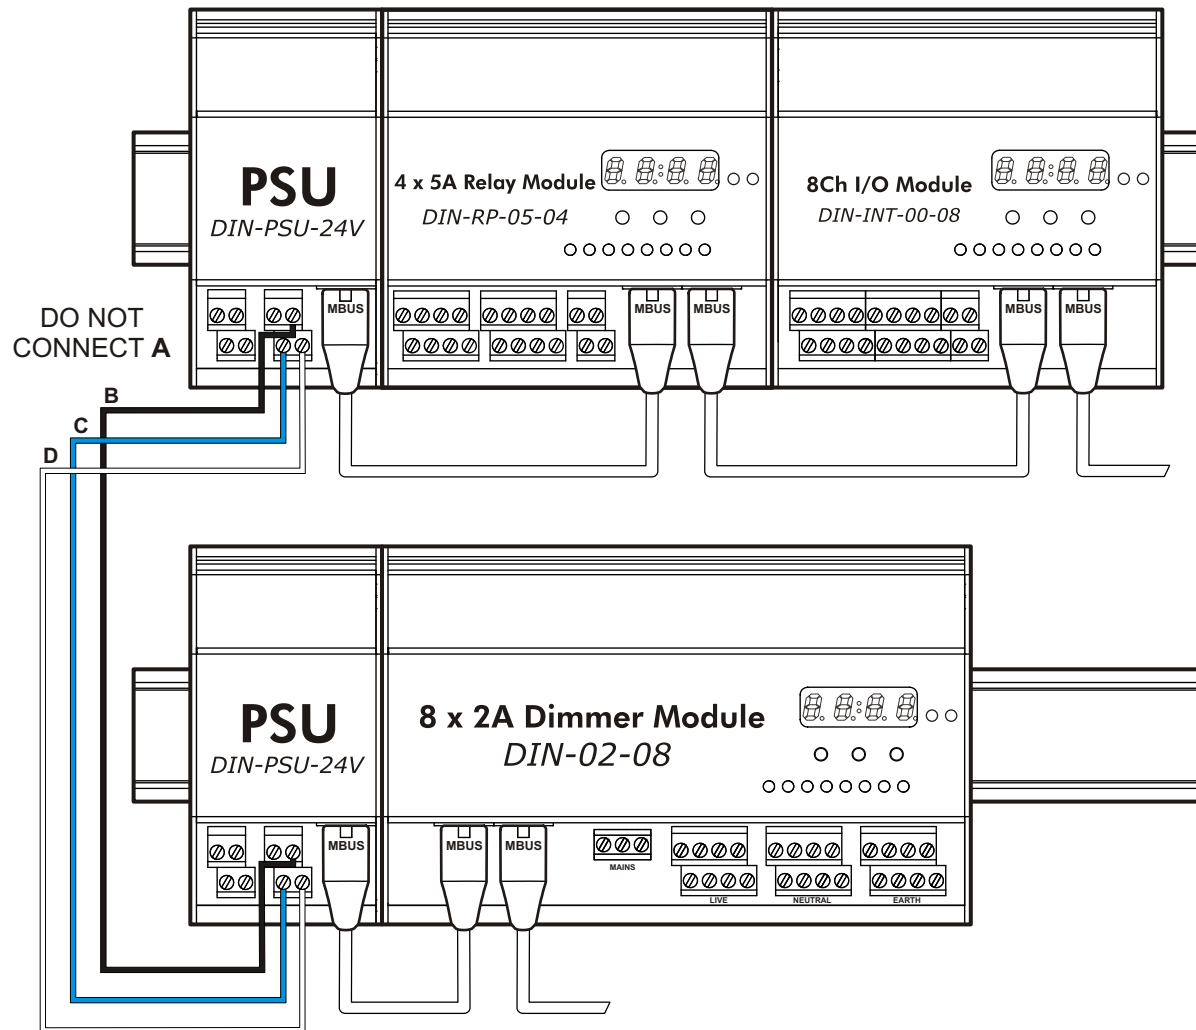 PSU
DIN-PSU-24V
4 x 5A Relay Module
DIN-RP-05-04
8Ch I/O Module
DIN-INT-00-08
MBUS
MBUS
MBUS
MBUS
MBUS
DO NOT
CONNECT A
B
C
D
PSU
DIN-PSU-24V
8 x 2A Dimmer Module
DIN-02-08
MBUS
MBUS
MBUS
MAINS
LIVE
NEUTRAL
EARTH